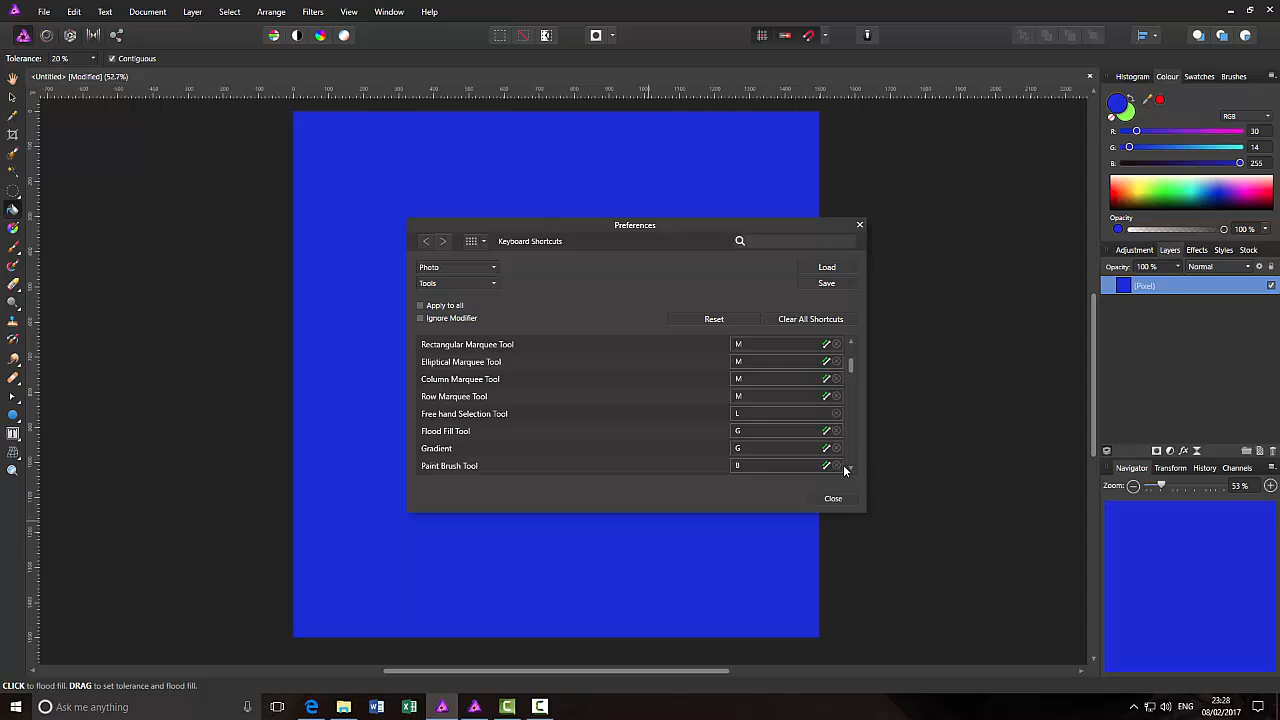 File Edit Text Document Layer Select Arrange Filters View Window Help
Tolerance: 20 % Contiguous
<Untitled> [Modified] (52.7%)
Histogram Colour Swatches Brushes
RGB
R: 30
G: 14
B: 255
Opacity
100 %
Adjustment Layers Effects Styles Stock
Opacity: 100 % Normal
(Pixel)
Preferences
Keyboard Shortcuts
Photo Load
Tools Save
Apply to all
Ignore Modifier Reset Clear All Shortcuts
Rectangular Marquee Tool M
Elliptical Marquee Tool M
Column Marquee Tool M
Row Marquee Tool M
Free hand Selection Tool L
Flood Fill Tool G
Gradient G
Paint Brush Tool B
Close
Navigator Transform History Channels
Zoom: 53 %
CLICK to flood fill. DRAG to set tolerance and flood fill.
Ask me anything
ENG
23:28
08/02/2017